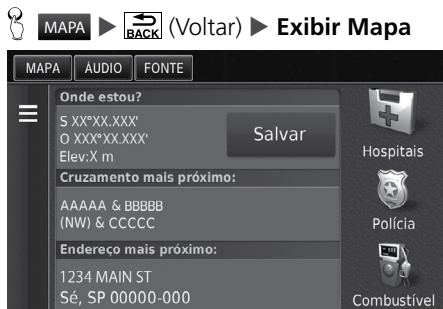 MAPA ▶ BACK (Voltar) ▶ Exibir Mapa
MAPA ÁUDIO FONTE
Onde estou?
S XX°XX.XXX'
O XXX°XX.XXX'
Elev:X m
Salvar
Hospitais
Cruzamento mais próximo:
AAAAA & BBBBB
(NW) & CCCCC
Polícia
Endereço mais próximo:
1234 MAIN ST
Sé, SP 00000-000
Combustível